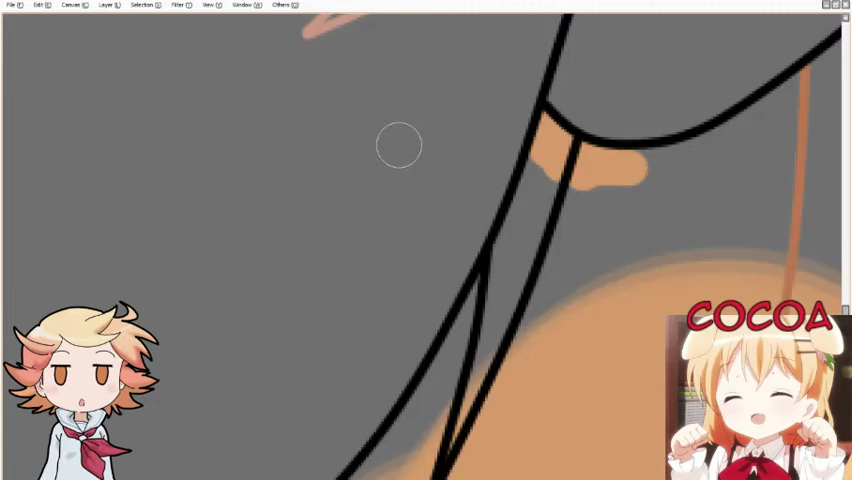 File (F) Edit (E) Canvas (C) Layer (L) Selection (S) Filter (T) View (V) Window (W) Others (O)
COCOA